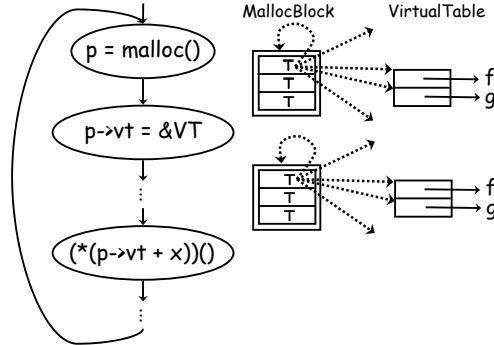 p = malloc()
p->vt = &VT
⋮
(*(p->vt + x))()
⋮
MallocBlock
VirtualTable
T
T
T
f
g
T
T
T
f
g